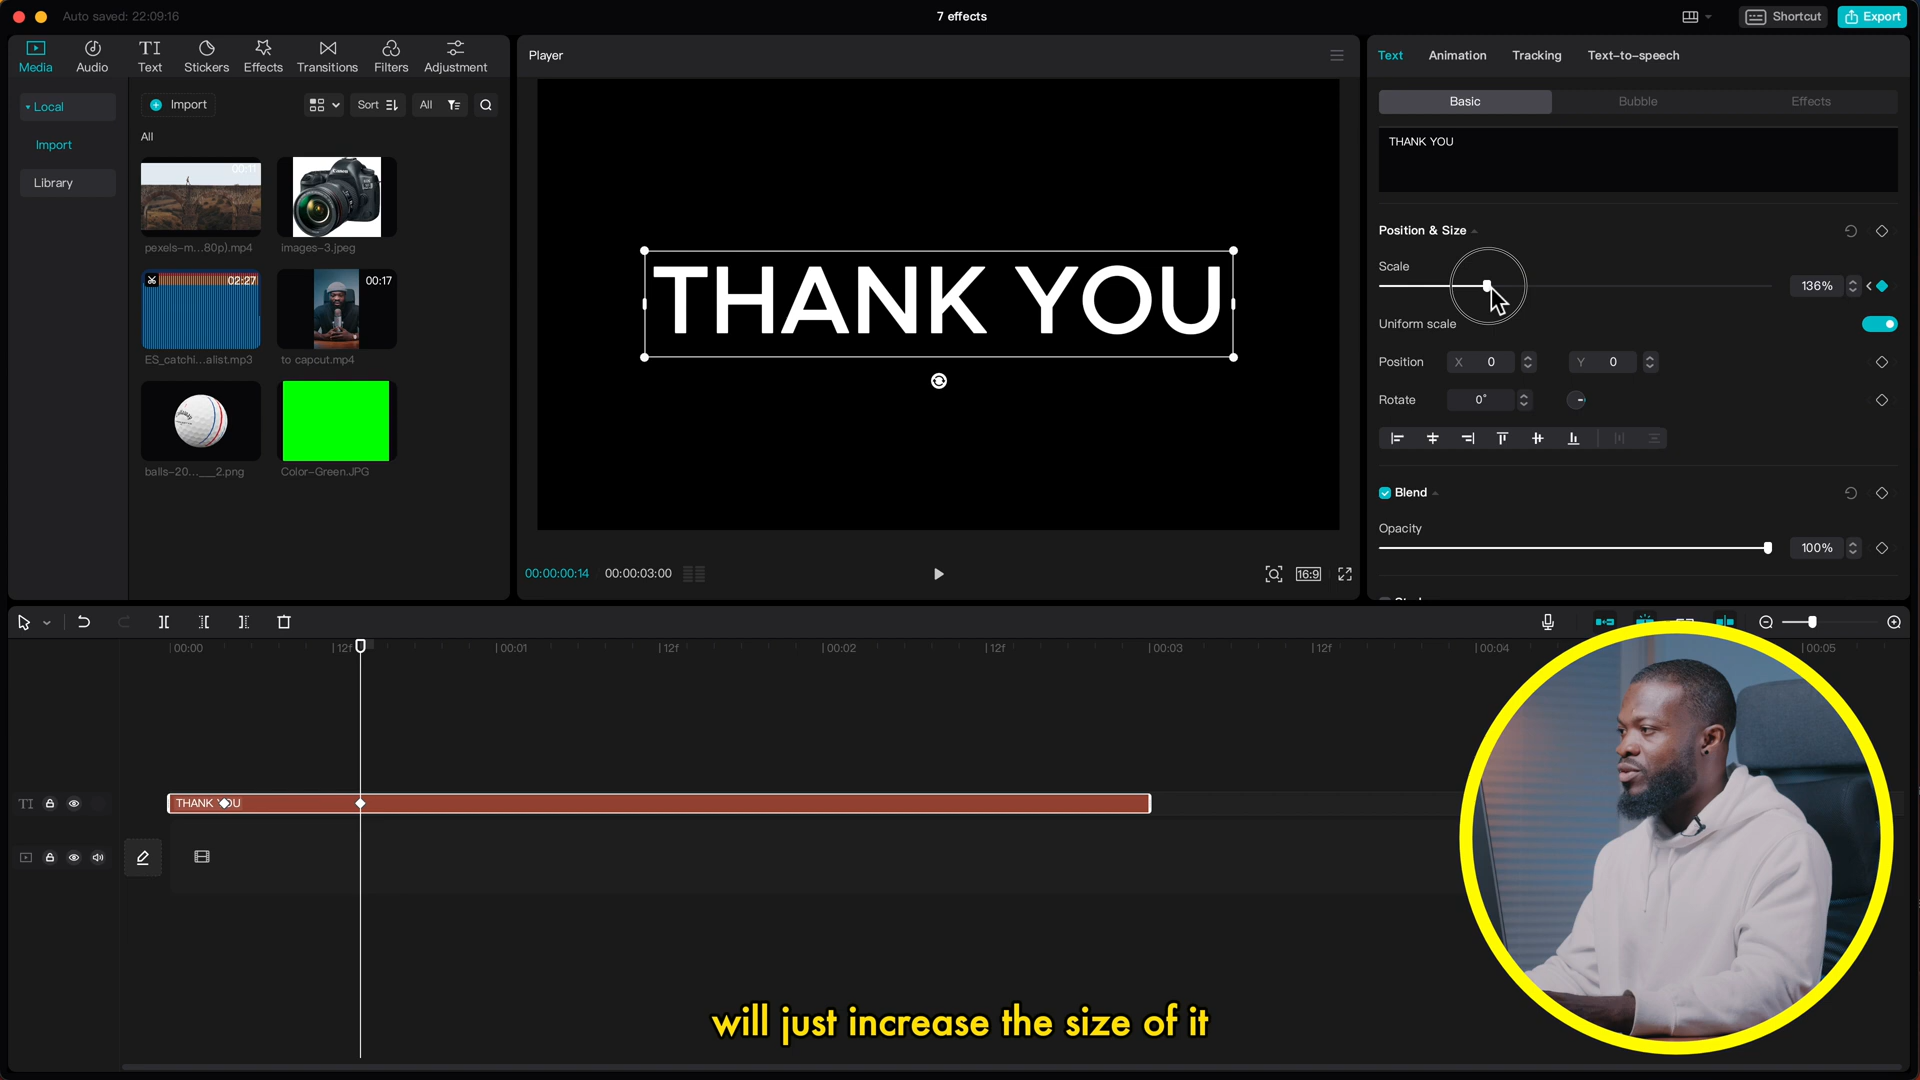 Auto saved: 22:09:16
7 effects
Shortcut
Export
Media
Audio
Text
Stickers
Effects
Transitions
Filters
Adjustment
Local
Import
Library
Import
Sort
All
All
00:11
pexels-m...80p).mp4
images-3.jpeg
02:27
ES_catchi...alist.mp3
00:17
to capcut.mp4
balls-20...___2.png
Color-Green.JPG
Player
THANK YOU
00:00:00:14
00:00:03:00
16:9
Text
Animation
Tracking
Text-to-speech
Basic
Bubble
Effects
THANK YOU
Position & Size
Scale
136%
Uniform scale
Position
X 0
Y 0
Rotate
0°
Blend
Opacity
100%
00:00
12f
00:01
12f
00:02
12f
00:03
12f
00:04
00:05
TI
THANK YOU
will just increase the size of it